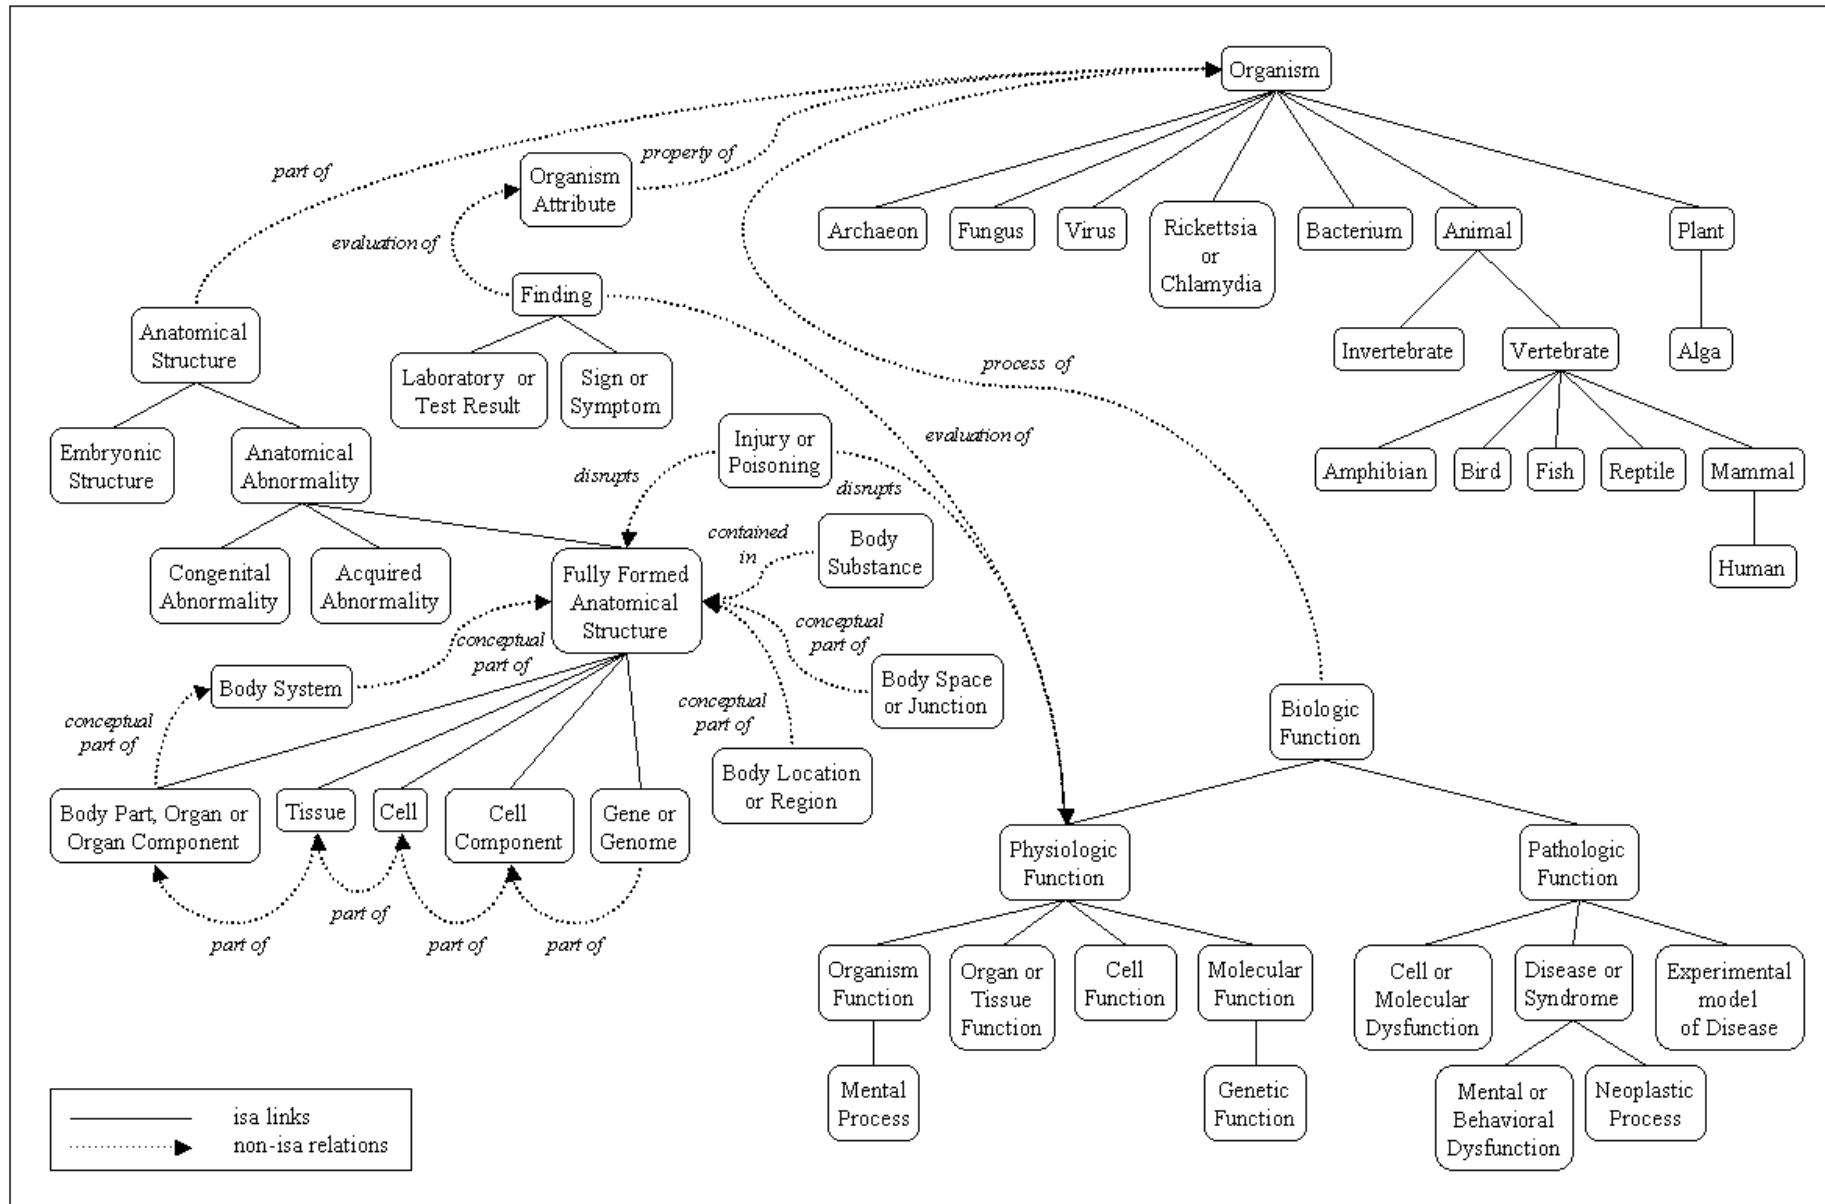 Organism
part of
property of
Organism
Attribute
evaluation of
Archaeon
Fungus
Virus
Rickettsia
or
Chlamydia
Bacterium
Animal
Plant
Finding
Anatomical
Structure
Laboratory or
Test Result
Sign or
Symptom
process of
Invertebrate
Vertebrate
Alga
Embryonic
Structure
Anatomical
Abnormality
Injury or
Poisoning
evaluation of
disrupts
disrupts
Amphibian
Bird
Fish
Reptile
Mammal
Human
Congenital
Abnormality
Acquired
Abnormality
Fully Formed
Anatomical
Structure
contained
in
Body
Substance
conceptual
part of
conceptual
part of
Body System
Body Space
or Junction
conceptual
part of
conceptual
part of
Body Location
or Region
Biologic
Function
Body Part, Organ or
Organ Component
Tissue
Cell
Cell
Component
Gene or
Genome
Physiologic
Function
Pathologic
Function
part of
part of
part of
part of
Organism
Function
Organ or
Tissue
Function
Cell
Function
Molecular
Function
Cell or
Molecular
Dysfunction
Disease or
Syndrome
Experimental
model
of Disease
Mental
Process
Genetic
Function
Mental or
Behavioral
Dysfunction
Neoplastic
Process
isa links
non-isa relations